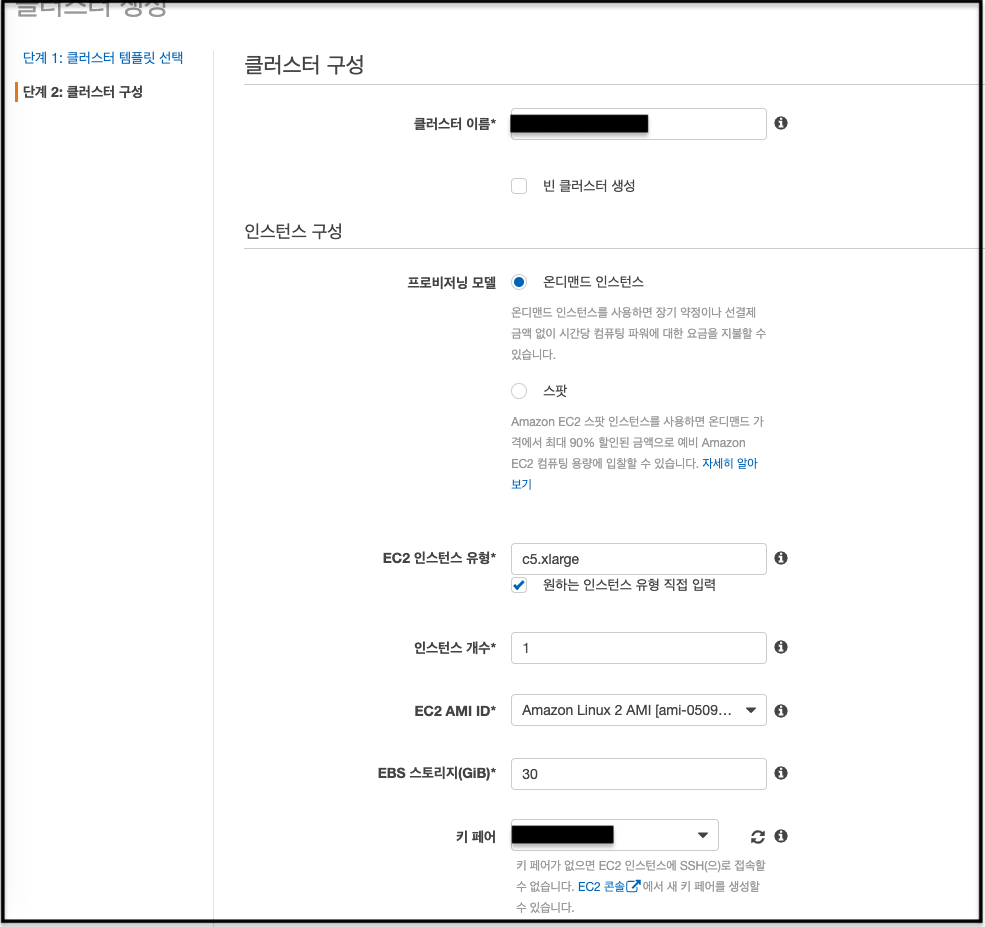 클러스터 생성
단계 1: 클러스터 템플릿 선택
단계 2: 클러스터 구성
클러스터 구성
클러스터 이름*
빈 클러스터 생성
인스턴스 구성
프로비저닝 모델
온디맨드 인스턴스
온디맨드 인스턴스를 사용하면 장기 약정이나 선결제
금액 없이 시간당 컴퓨팅 파워에 대한 요금을 지불할 수
있습니다.
스팟
Amazon EC2 스팟 인스턴스를 사용하면 온디맨드 가
격에서 최대 90% 할인된 금액으로 예비 Amazon
EC2 컴퓨팅 용량에 입찰할 수 있습니다. 자세히 알아
보기
EC2 인스턴스 유형*
c5.xlarge
원하는 인스턴스 유형 직접 입력
인스턴스 개수*
1
EC2 AMI ID*
Amazon Linux 2 AMI [ami-0509...
EBS 스토리지(GiB)*
30
키 페어
키 페어가 없으면 EC2 인스턴스에 SSH(으)로 접속할
수 없습니다. EC2 콘솔에서 새 키 페어를 생성할
수 있습니다.